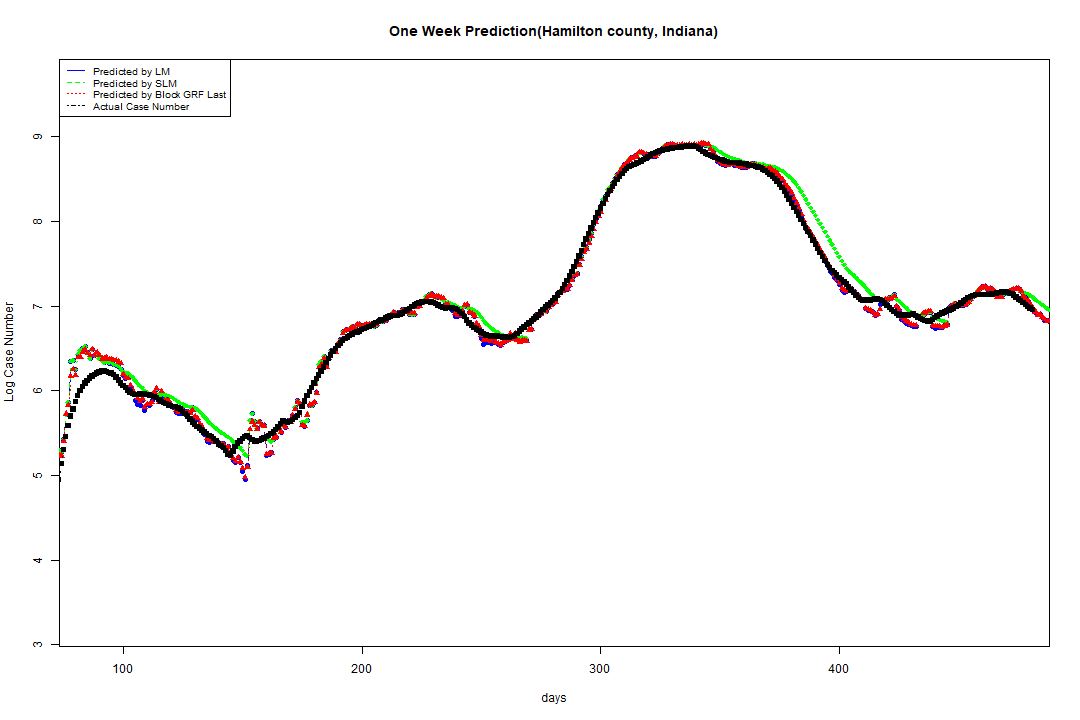 One Week Prediction(Hamilton county, Indiana)
Predicted by LM
Predicted by SLM
Predicted by Block GRF Last
Actual Case Number
9
8
7
6
5
4
3
Log Case Number
100 200 300 400
days